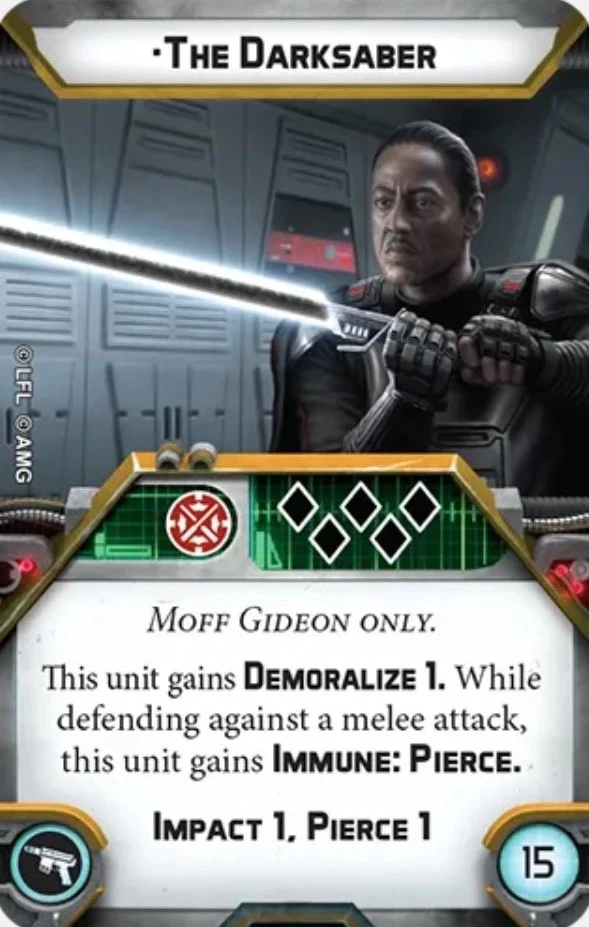 ·The Darksaber
©LFL ©AMG
Moff Gideon only.
This unit gains Demoralize 1. While
defending against a melee attack,
this unit gains Immune: Pierce.
Impact 1, Pierce 1
15